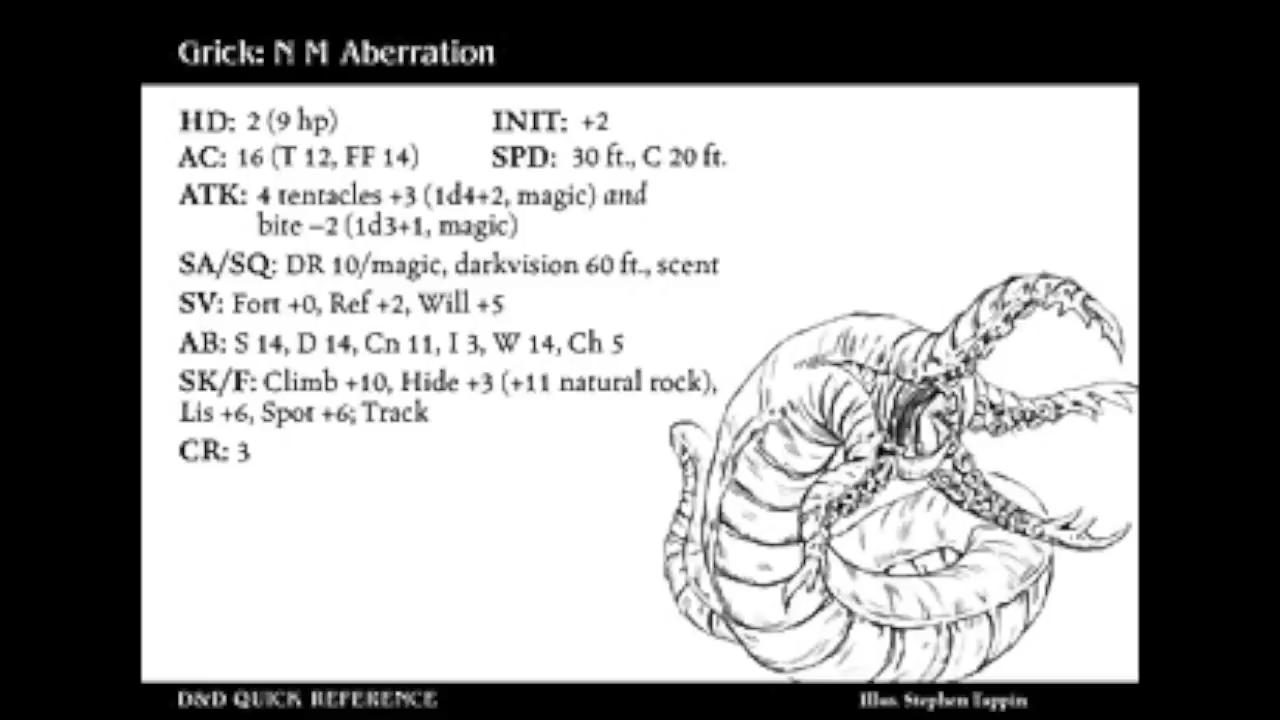 Grick: N M Aberration
HD: 2 (9 hp) INIT: +2
AC: 16 (T 12, FF 14) SPD: 30 ft., C 20 ft.
ATK: 4 tentacles +3 (1d4+2, magic) and
bite –2 (1d3+1, magic)
SA/SQ: DR 10/magic, darkvision 60 ft., scent
SV: Fort +0, Ref +2, Will +5
AB: S 14, D 14, Cn 11, I 3, W 14, Ch 5
SK/F: Climb +10, Hide +3 (+11 natural rock),
Lis +6, Spot +6; Track
CR: 3
D&D QUICK REFERENCE
Illus. Stephen Tappin